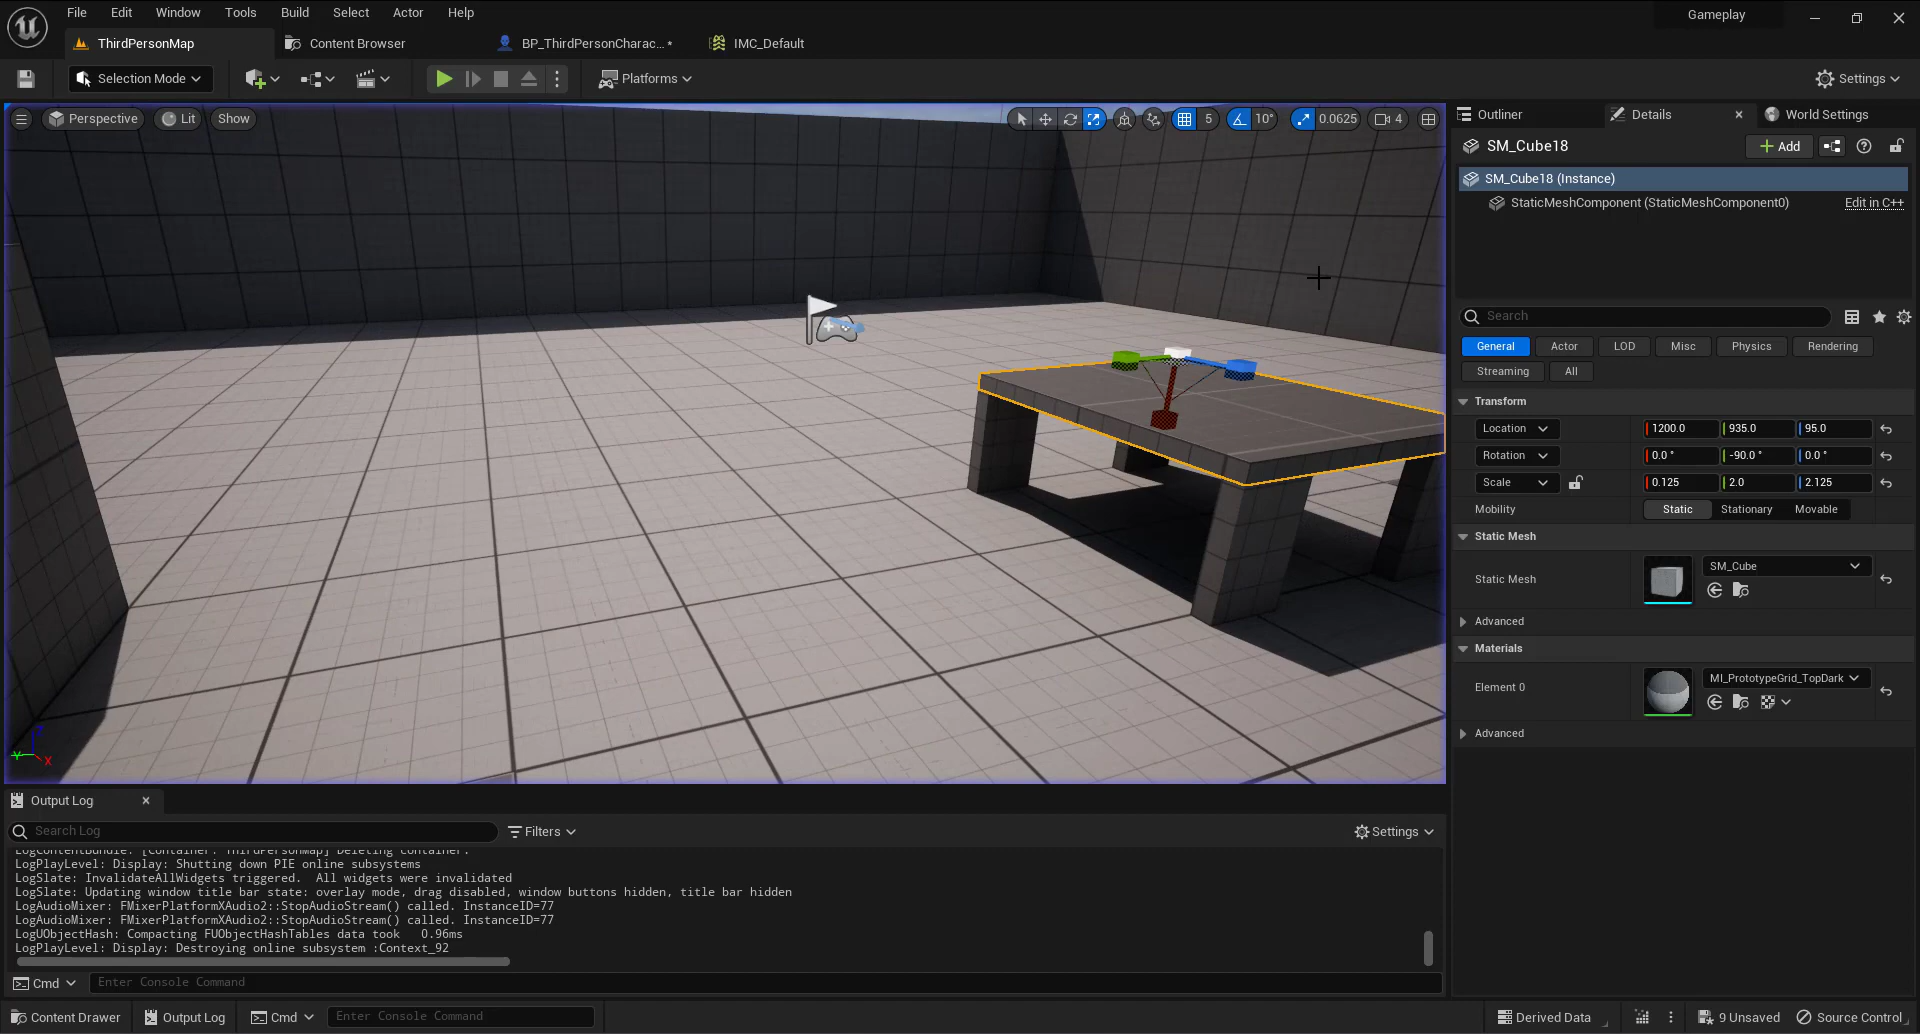 File Edit Window Tools Build Select Actor Help
Gameplay
ThirdPersonMap
Content Browser
BP_ThirdPersonCharac... *
IMC_Default
Selection Mode
Platforms
Settings
Perspective
Lit
Show
5
10°
0.0625
4
Outliner
Details
World Settings
SM_Cube18
+ Add
SM_Cube18 (Instance)
StaticMeshComponent (StaticMeshComponent0)
Edit in C++
Search
General Actor LOD Misc Physics Rendering
Streaming All
Transform
Location 1200.0 935.0 95.0
Rotation 0.0 ° -90.0 ° 0.0 °
Scale 0.125 2.0 2.125
Mobility Static Stationary Movable
Static Mesh
SM_Cube
Static Mesh
Advanced
Materials
MI_PrototypeGrid_TopDark
Element 0
Advanced
Z
Y
X
Output Log
Search Log
Filters
Settings
LogContentBundle: [Container: ThirdPersonMap] Deleting container.
LogPlayLevel: Display: Shutting down PIE online subsystems
LogSlate: InvalidateAllWidgets triggered.  All widgets were invalidated
LogSlate: Updating window title bar state: overlay mode, drag disabled, window buttons hidden, title bar hidden
LogAudioMixer: FMixerPlatformXAudio2::StopAudioStream() called. InstanceID=77
LogAudioMixer: FMixerPlatformXAudio2::StopAudioStream() called. InstanceID=77
LogUObjectHash: Compacting FUObjectHashTables data took   0.96ms
LogPlayLevel: Display: Destroying online subsystem :Context_92
Cmd
Enter Console Command
Content Drawer
Output Log
Cmd
Enter Console Command
Derived Data
9 Unsaved
Source Control